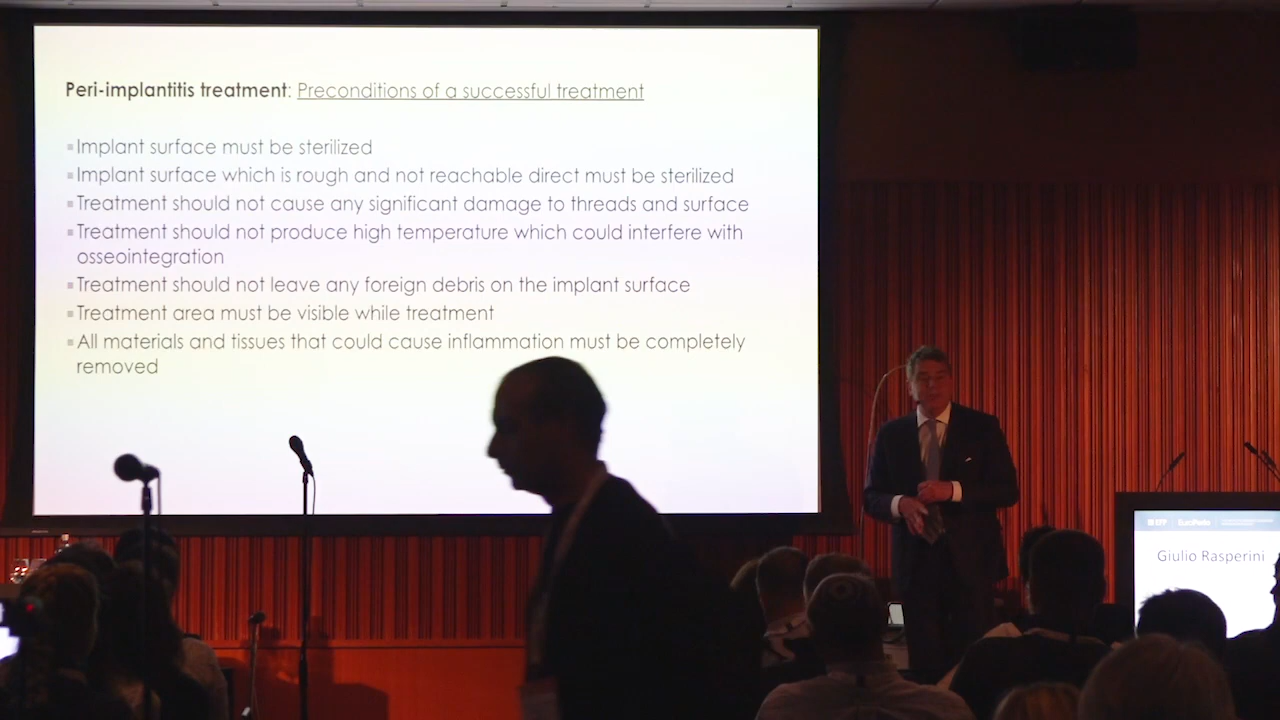 Peri-implantitis treatment: Preconditions of a successful treatment
▪Implant surface must be sterilized
▪Implant surface which is rough and not reachable direct must be sterilized
▪Treatment should not cause any significant damage to threads and surface
▪Treatment should not produce high temperature which could interfere with
osseointegration
▪Treatment should not leave any foreign debris on the implant surface
▪Treatment area must be visible while treatment
▪All materials and tissues that could cause inflammation must be completely
removed
EFP EuroPerio
Giulio Rasperini